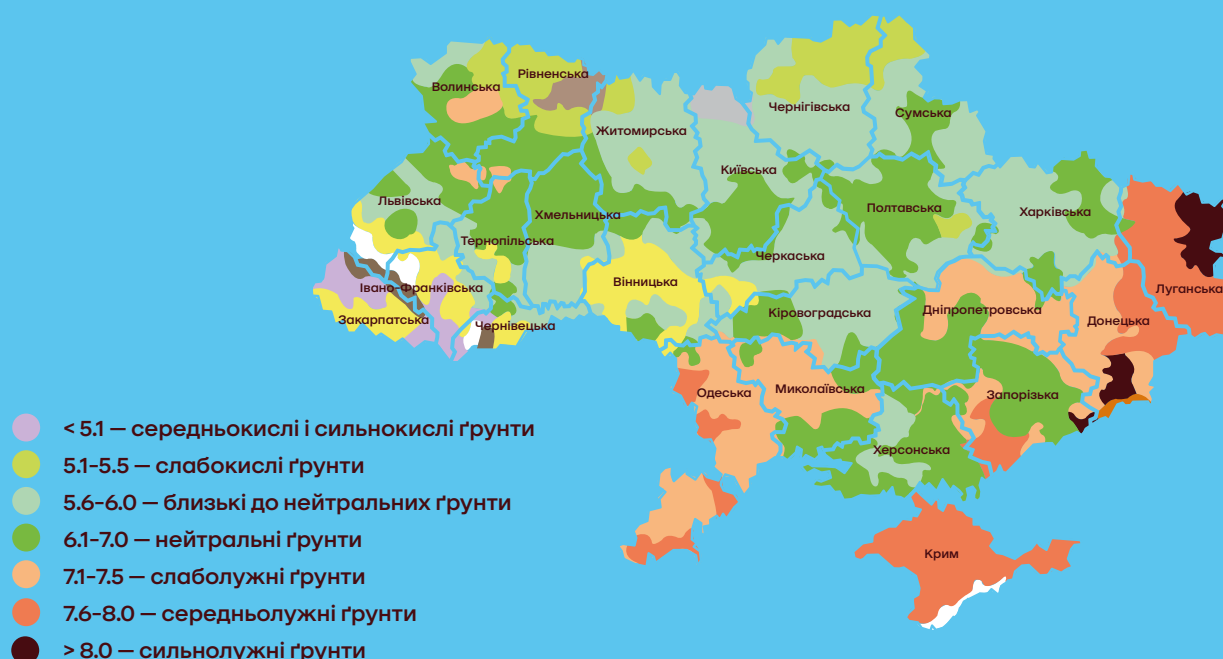 Волинська
Рівненська
Житомирська
Чернігівська
Сумська
Київська
Львівська
Тернопільська
Хмельницька
Полтавська
Харківська
Черкаська
Вінницька
Івано-Франківська
Закарпатська
Чернівецька
Кіровоградська
Дніпропетровська
Донецька
Луганська
Одеська
Миколаївська
Запорізька
Херсонська
Крим
< 5.1 — середньокислі і сильнокислі ґрунти
5.1-5.5 — слабокислі ґрунти
5.6-6.0 — близькі до нейтральних ґрунти
6.1-7.0 — нейтральні ґрунти
7.1-7.5 — слаболужні ґрунти
7.6-8.0 — середньолужні ґрунти
> 8.0 — сильнолужні ґрунти